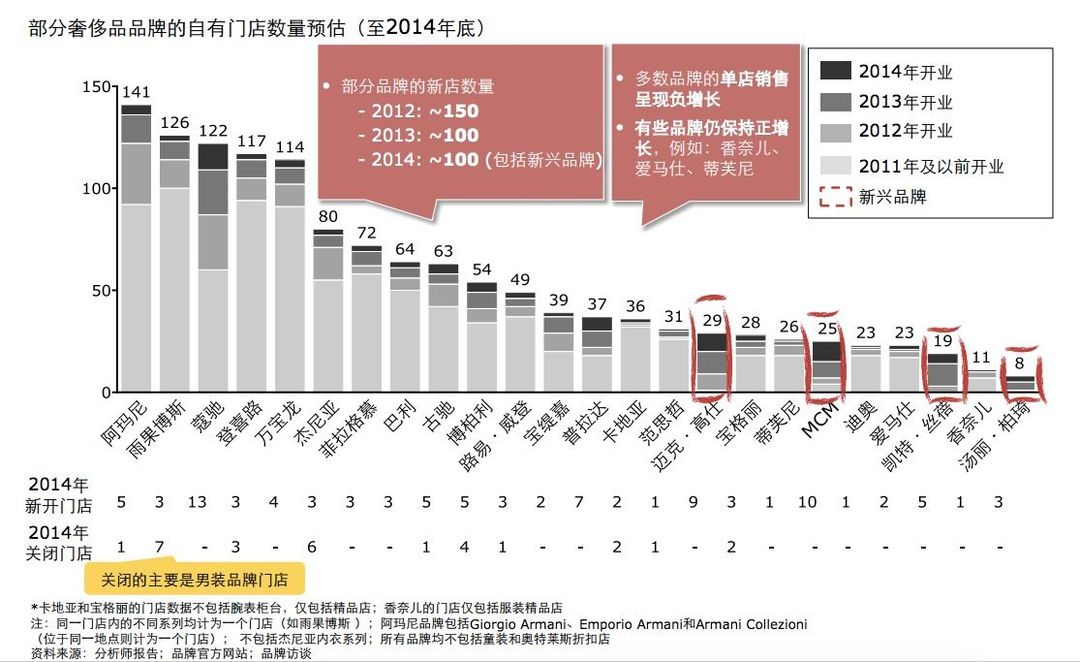 部分奢侈品品牌的自有门店数量预估（至2014年底）
• 部分品牌的新店数量
- 2012: ~150
- 2013: ~100
- 2014: ~100 (包括新兴品牌)
• 多数品牌的单店销售
呈现负增长
• 有些品牌仍保持正增
长，例如：香奈儿、
爱马仕、蒂芙尼
2014年开业
2013年开业
2012年开业
2011年及以前开业
新兴品牌
150
100
50
0
141 126 122 117 114 80 72 64 63 54 49 39 37 36 31 29 28 26 25 23 23 19 11 8
阿玛尼
雨果博斯
蔻驰
登喜路
万宝龙
杰尼亚
菲拉格慕
巴利
古驰
博柏利
路易·威登
宝缇嘉
普拉达
卡地亚
范思哲
迈克·高仕
宝格丽
蒂芙尼
MCM
迪奥
爱马仕
凯特·丝蓓
香奈儿
汤丽·柏琦
2014年
新开门店 5 3 13 3 4 3 3 3 5 5 3 2 7 2 1 9 3 1 10 1 2 5 1 3
2014年
关闭门店 1 7 - 3 - 6 - - 1 4 1 - - 2 1 - 2 - - - - - - -
关闭的主要是男装品牌门店
*卡地亚和宝格丽的门店数据不包括腕表柜台，仅包括精品店；香奈儿的门店仅包括服装精品店
注：同一门店内的不同系列均计为一个门店（如雨果博斯 ）；阿玛尼品牌包括Giorgio Armani、Emporio Armani和Armani Collezioni
（位于同一地点则计为一个门店）； 不包括杰尼亚内衣系列；所有品牌均不包括童装和奥特莱斯折扣店
资料来源：分析师报告；品牌官方网站；品牌访谈